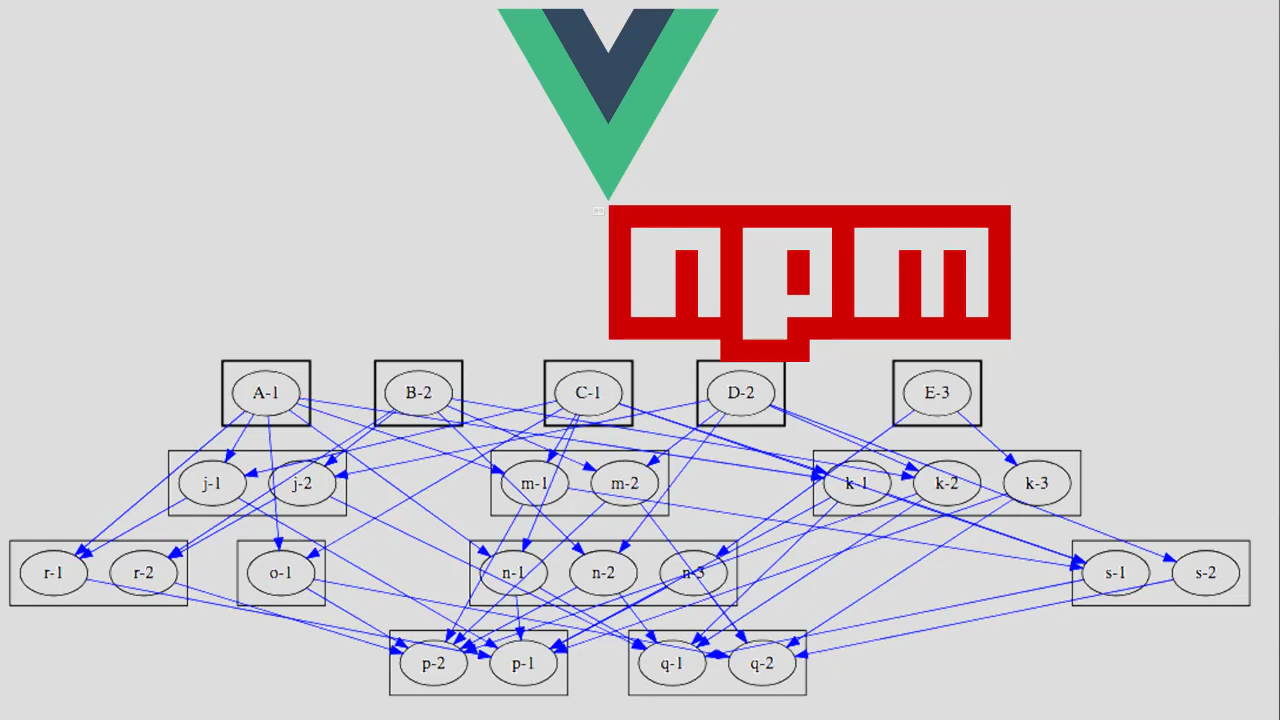 npm
A-1 B-2 C-1 D-2 E-3
j-1 j-2 m-1 m-2 k-1 k-2 k-3
r-1 r-2 o-1 n-1 n-2 n-3 s-1 s-2
p-2 p-1 q-1 q-2